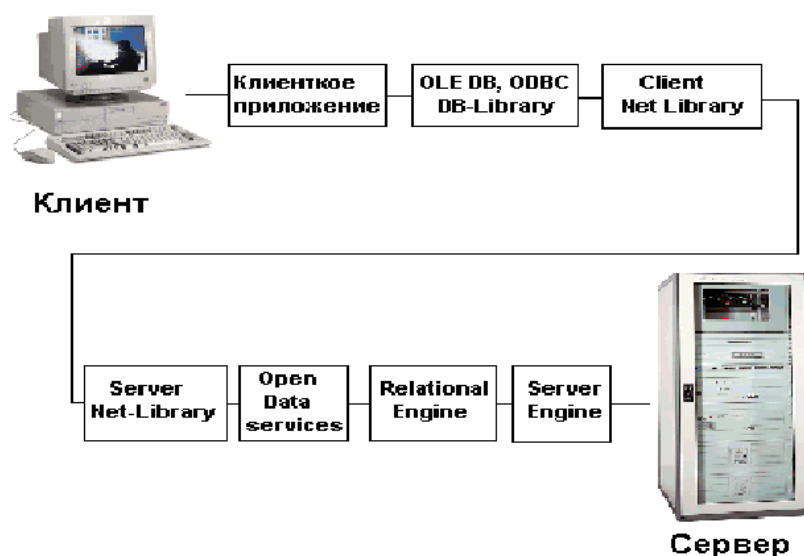 Клиенткое
приложение
OLE DB, ODBC
DB-Library
Client
Net Library
Клиент
Server
Net-Library
Open
Data
services
Relational
Engine
Server
Engine
Сервер